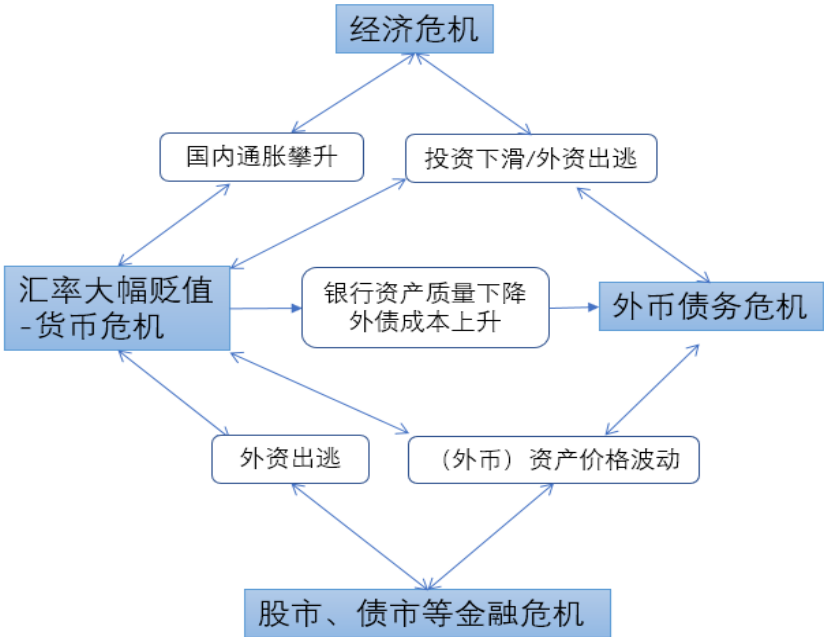 经济危机
国内通胀攀升
投资下滑/外资出逃
汇率大幅贬值
-货币危机
银行资产质量下降
外债成本上升
外币债务危机
外资出逃
（外币）资产价格波动
股市、债市等金融危机